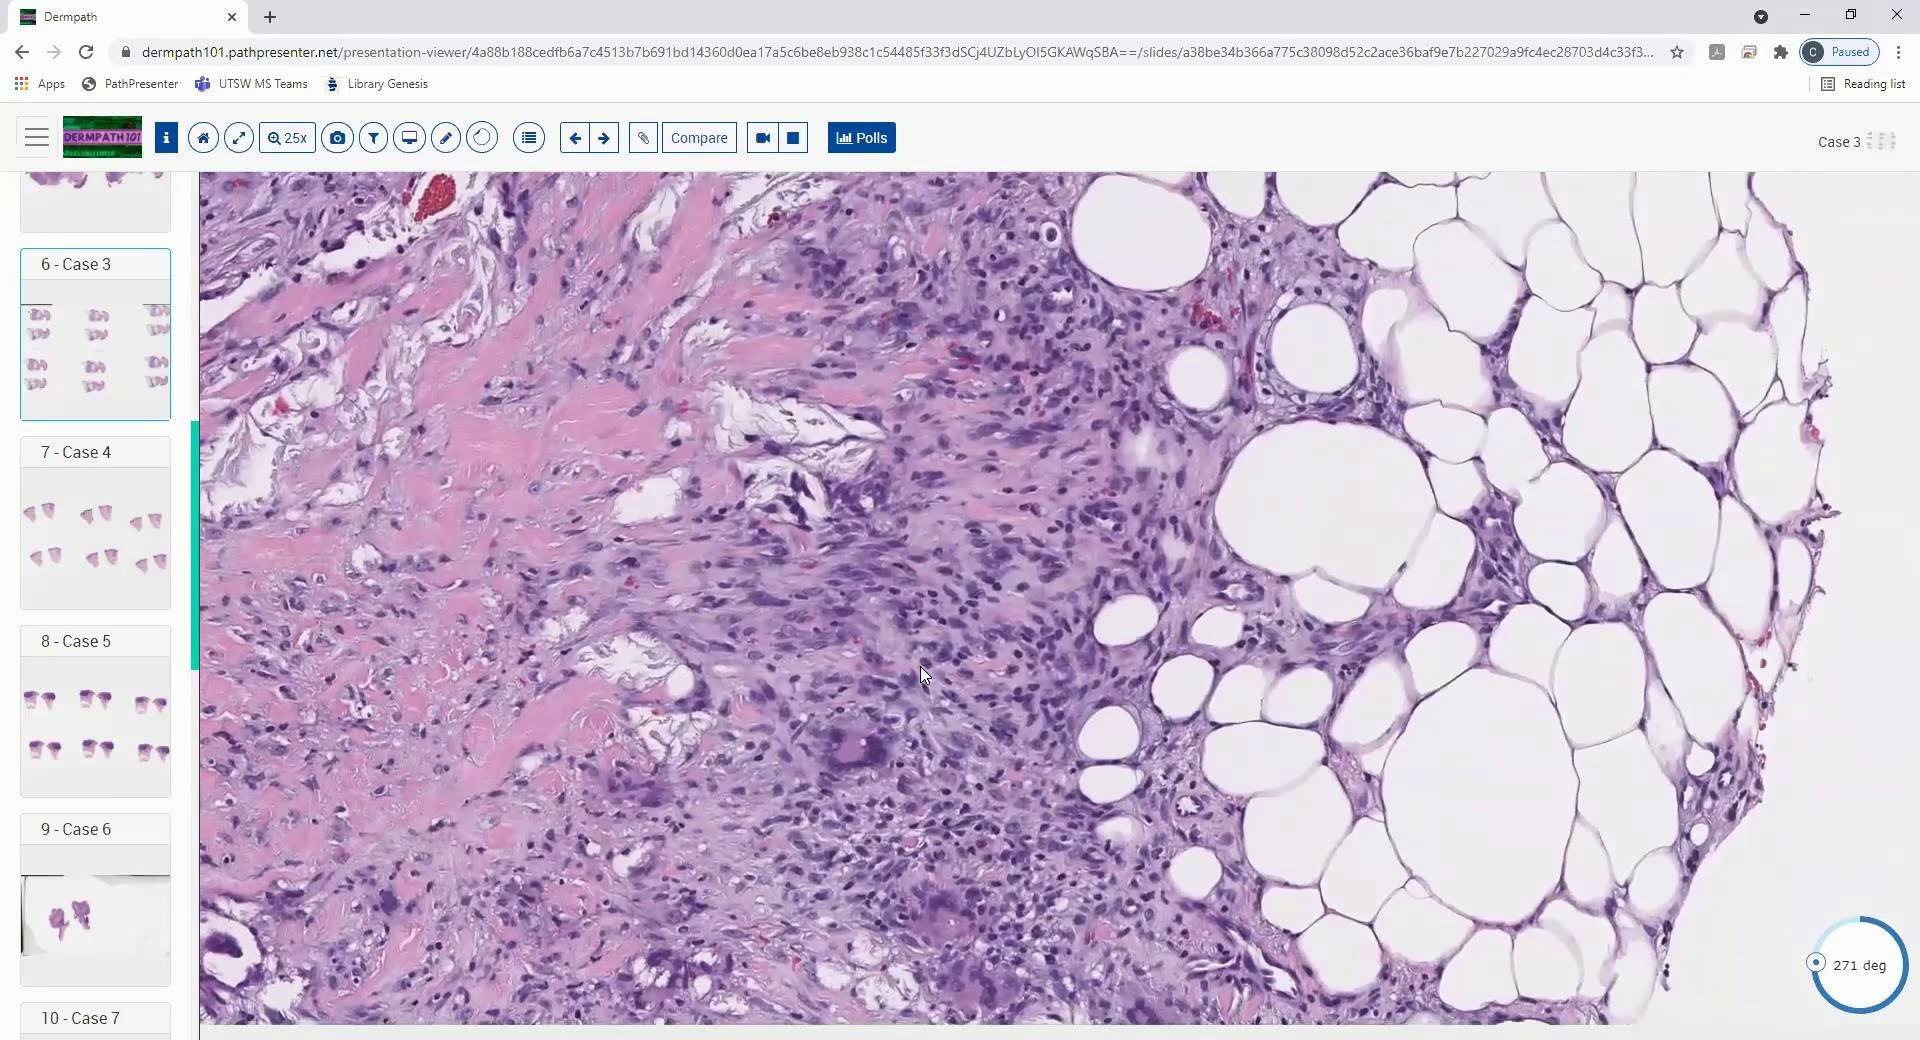 Dermpath
dermpath101.pathpresenter.net/presentation-viewer/4a88b188cedfb6a7c4513b7b691bd14360d0ea17a5c6be8eb938c1c54485f33f3dSCj4UZbLyOI5GKAWqSBA==/slides/a38be34b366a775c38098d52c2ace36baf9e7b227029a9fc4ec28703d4c33f3...
C Paused
Apps PathPresenter UTSW MS Teams Library Genesis Reading list
DERMPATH 101 25x Compare Polls Case 3
6 - Case 3
7 - Case 4
8 - Case 5
9 - Case 6
10 - Case 7
271 deg